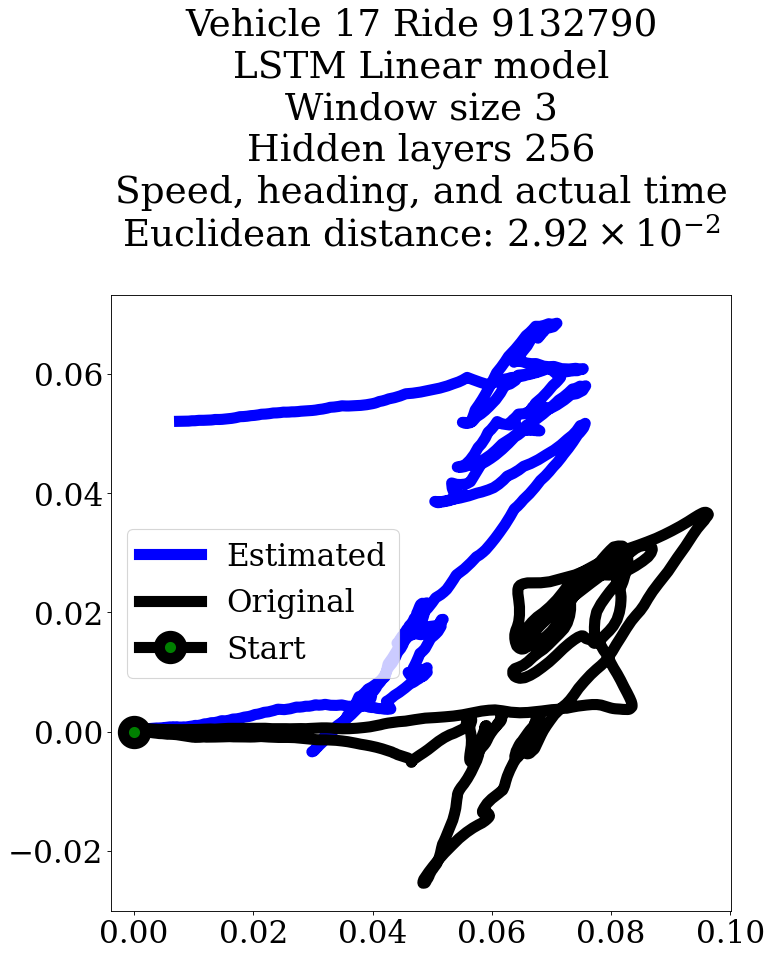 Vehicle 17 Ride 9132790
LSTM Linear model
Window size 3
Hidden layers 256
Speed, heading, and actual time
Euclidean distance: 2.92 × 10⁻²
0.06
0.04
0.02
0.00
−0.02
Estimated
Original
Start
0.00 0.02 0.04 0.06 0.08 0.10